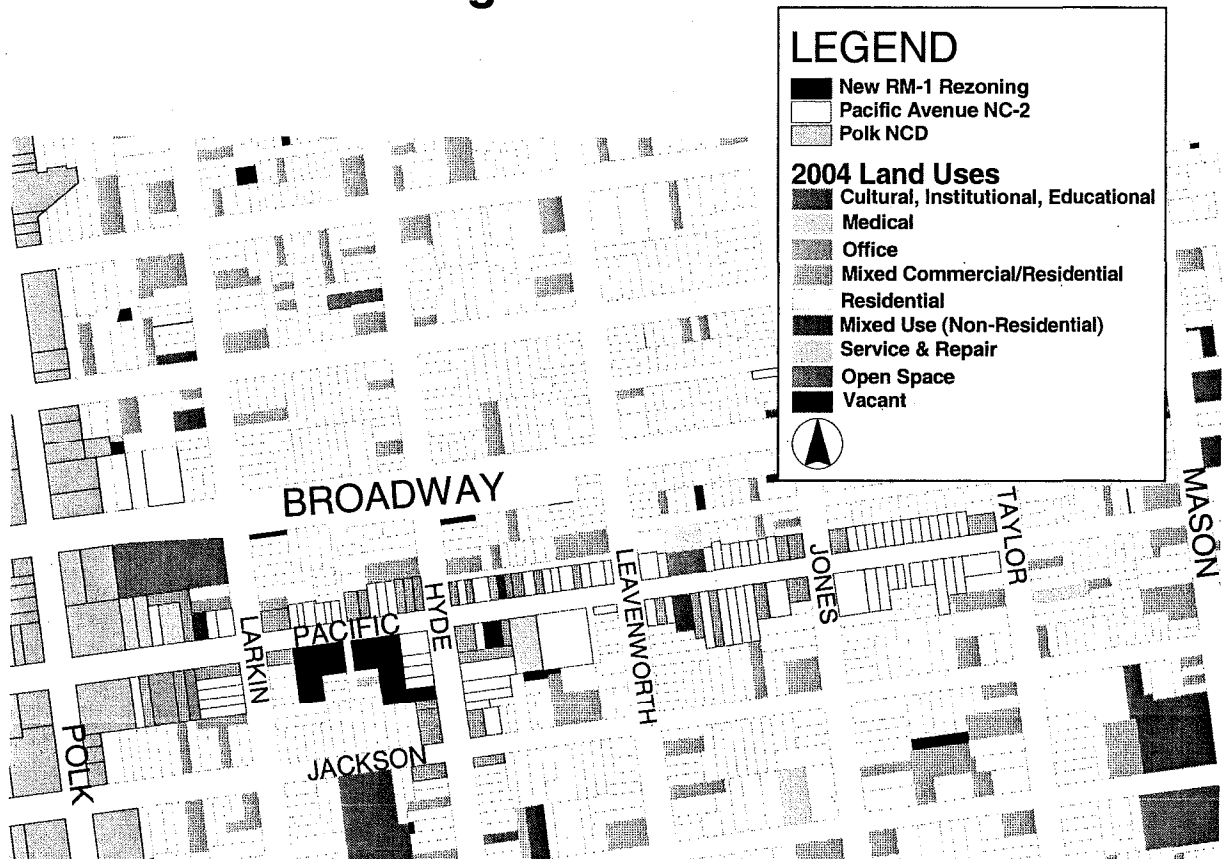 LEGEND
New RM-1 Rezoning
Pacific Avenue NC-2
Polk NCD
2004 Land Uses
Cultural, Institutional, Educational
Medical
Office
Mixed Commercial/Residential
Residential
Mixed Use (Non-Residential)
Service & Repair
Open Space
Vacant
BROADWAY
MASON
TAYLOR
JONES
LEAVENWORTH
HYDE
PACIFIC
LARKIN
POLK
JACKSON